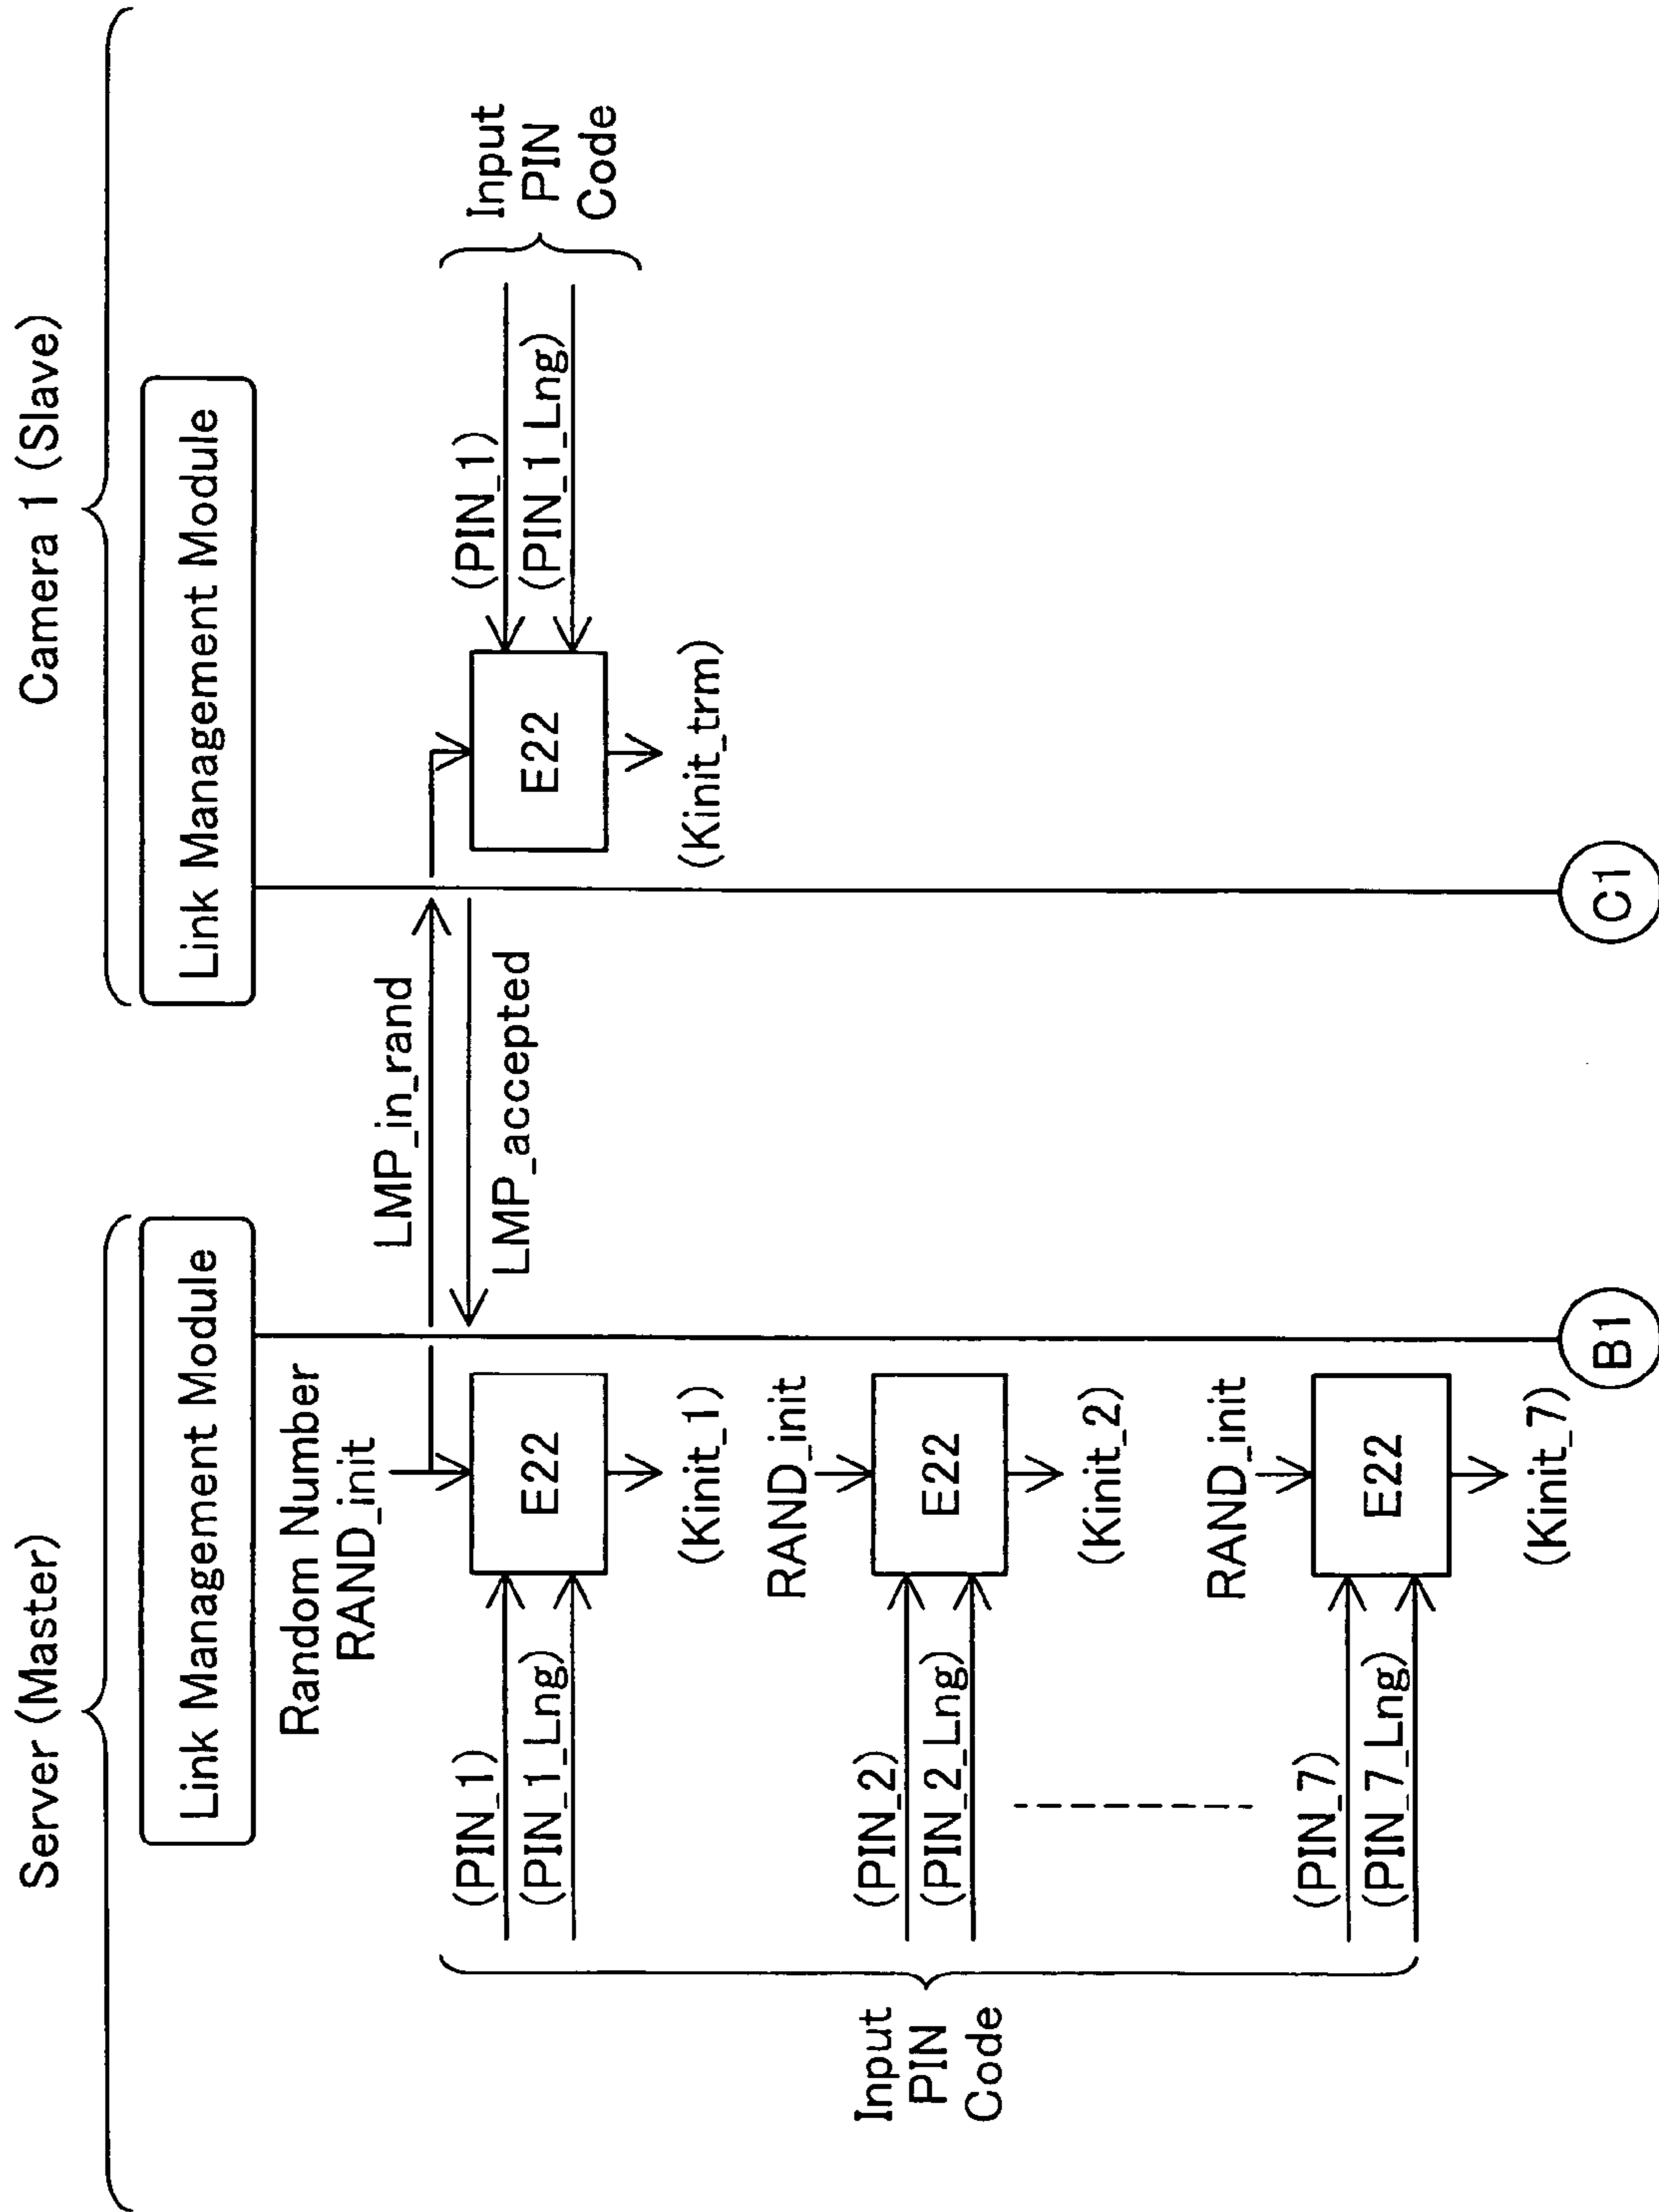 Server (Master)
Camera 1 (Slave)
Link Management Module
Link Management Module
Random Number
RAND_init
LMP_in_rand
LMP_accepted
(PIN_1)
(PIN_1_Lng)
E22
(Kinit_1)
E22
(Kinit_trm)
(PIN_1)
(PIN_1_Lng)
Input
PIN
Code
Input
PIN
Code
RAND_init
(PIN_2)
(PIN_2_Lng)
E22
(Kinit_2)
RAND_init
(PIN_7)
(PIN_7_Lng)
E22
(Kinit_7)
B1
C1